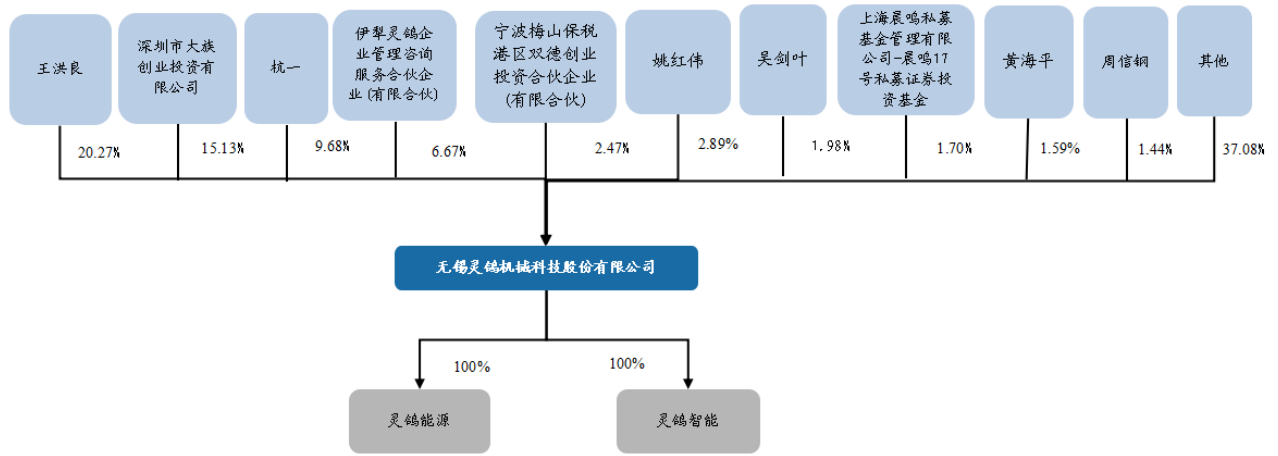 王洪良
深圳市大族
创业投资有
限公司
杭一
伊犁灵鸽企
业管理咨询
服务合伙企
业(有限合伙)
宁波梅山保税
港区双德创业
投资合伙企业
(有限合伙)
姚红伟
吴剑叶
上海晨鸣私募
基金管理有限
公司-晨鸣17
号私募证券投
资基金
黄海平
周信钢
其他
20.27%
15.13%
9.68%
6.67%
2.47%
2.89%
1.98%
1.70%
1.59%
1.44%
37.08%
无锡灵鸽机械科技股份有限公司
100%
100%
灵鸽能源
灵鸽智能